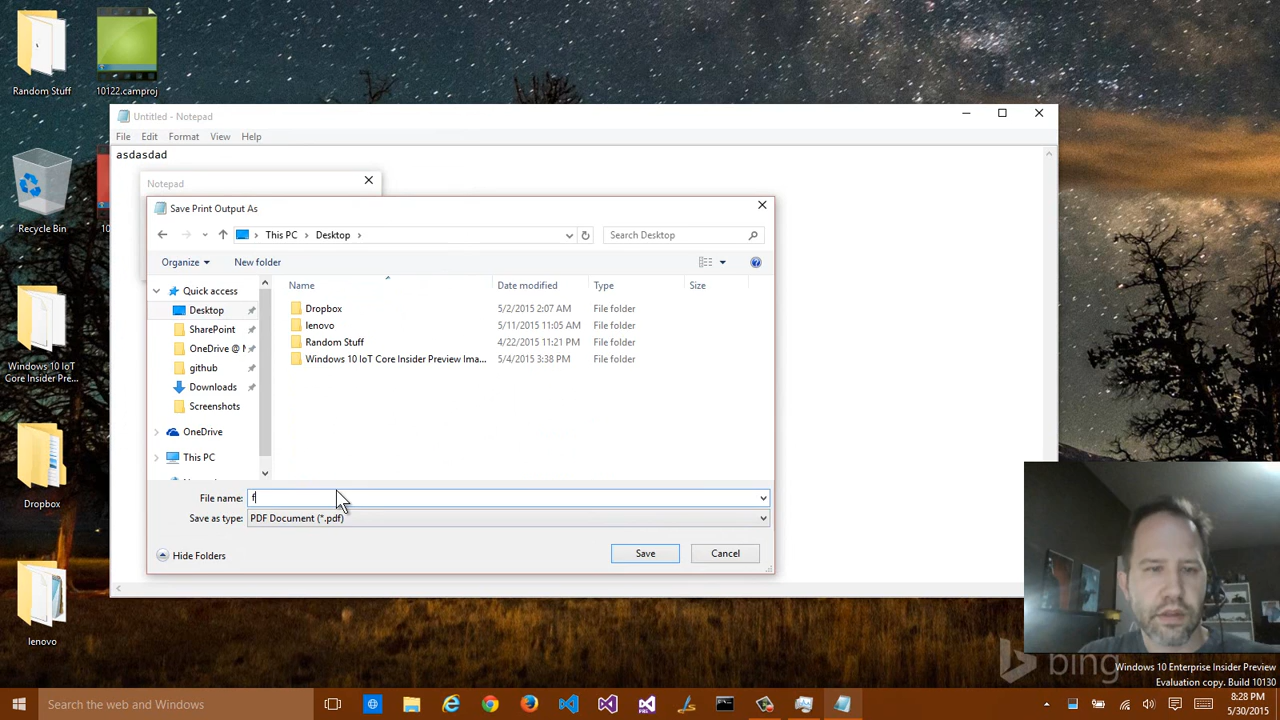 Random Stuff
10122.camproj
Recycle Bin
Windows 10 IoT
Core Insider Pre...
Dropbox
lenovo
Untitled - Notepad
File Edit Format View Help
asdasdad
Notepad
Save Print Output As
This PC Desktop
Search Desktop
Organize New folder
Name Date modified Type Size
Quick access
Desktop
SharePoint
OneDrive @
github
Downloads
Screenshots
OneDrive
This PC
Dropbox 5/2/2015 2:07 AM File folder
lenovo 5/11/2015 11:05 AM File folder
Random Stuff 4/22/2015 11:21 PM File folder
Windows 10 IoT Core Insider Preview Ima... 5/4/2015 3:38 PM File folder
File name: f
Save as type: PDF Document (*.pdf)
Hide Folders
Save Cancel
bing
Windows 10 Enterprise Insider Preview
Evaluation copy. Build 10130
Search the web and Windows
8:28 PM
5/30/2015